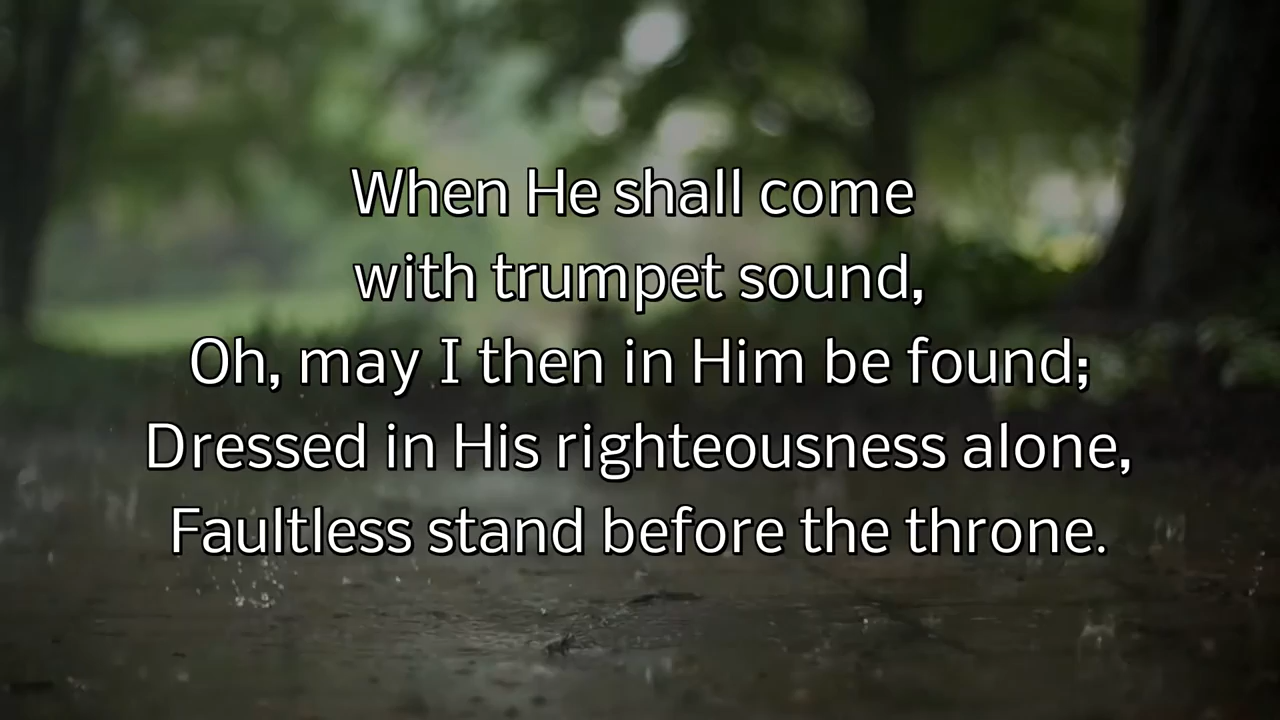 When He shall come
with trumpet sound,
Oh, may I then in Him be found;
Dressed in His righteousness alone,
Faultless stand before the throne.